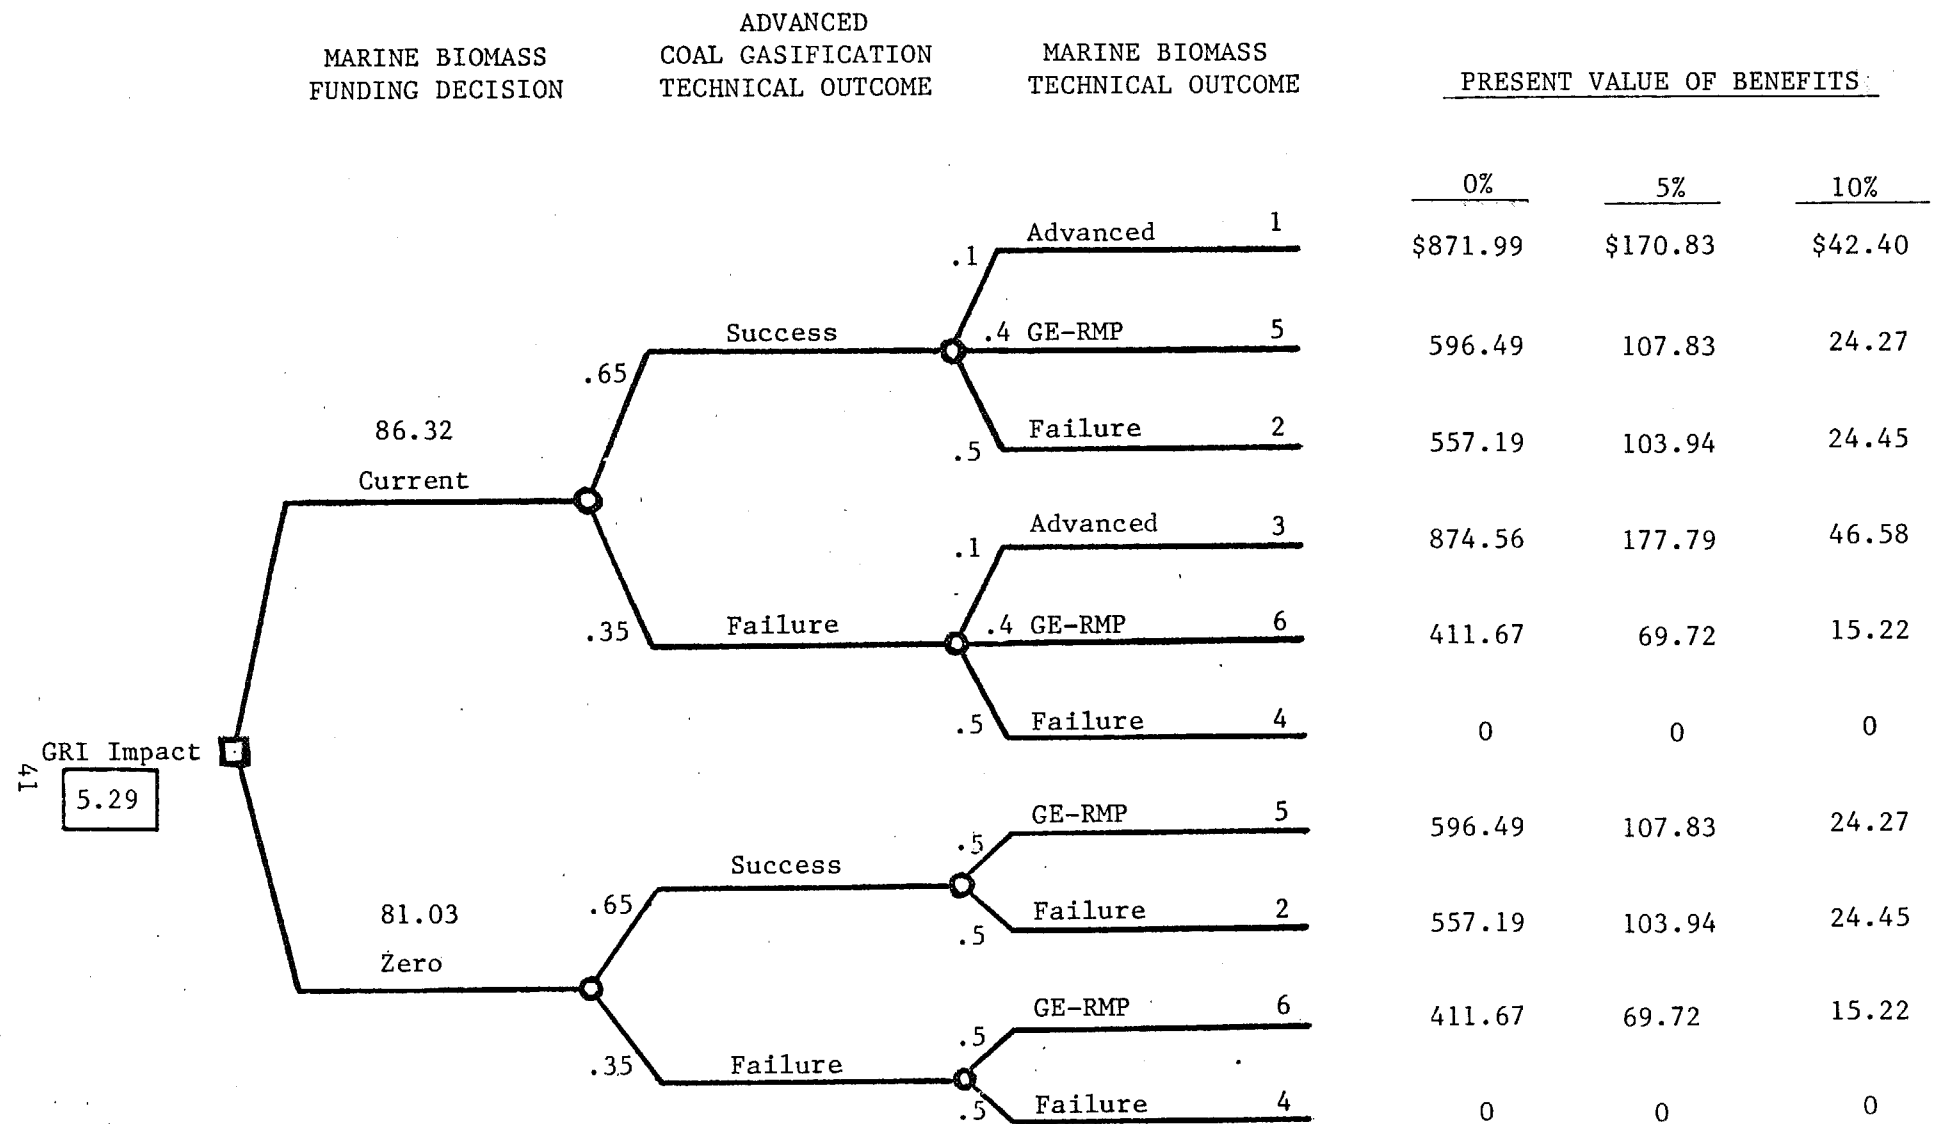 ADVANCED
MARINE BIOMASS COAL GASIFICATION MARINE BIOMASS
FUNDING DECISION TECHNICAL OUTCOME TECHNICAL OUTCOME PRESENT VALUE OF BENEFITS
0% 5% 10%
.1 Advanced 1 $871.99 $170.83 $42.40
Success .4 GE-RMP 5 596.49 107.83 24.27
.65
86.32 .5 Failure 2 557.19 103.94 24.45
Current
.1 Advanced 3 874.56 177.79 46.58
.35 Failure .4 GE-RMP 6 411.67 69.72 15.22
.5 Failure 4 0 0 0
GRI Impact
41
5.29
.5 GE-RMP 5 596.49 107.83 24.27
Success
81.03 .65 .5 Failure 2 557.19 103.94 24.45
Zero
.5 GE-RMP 6 411.67 69.72 15.22
.35 Failure
.5 Failure 4 0 0 0